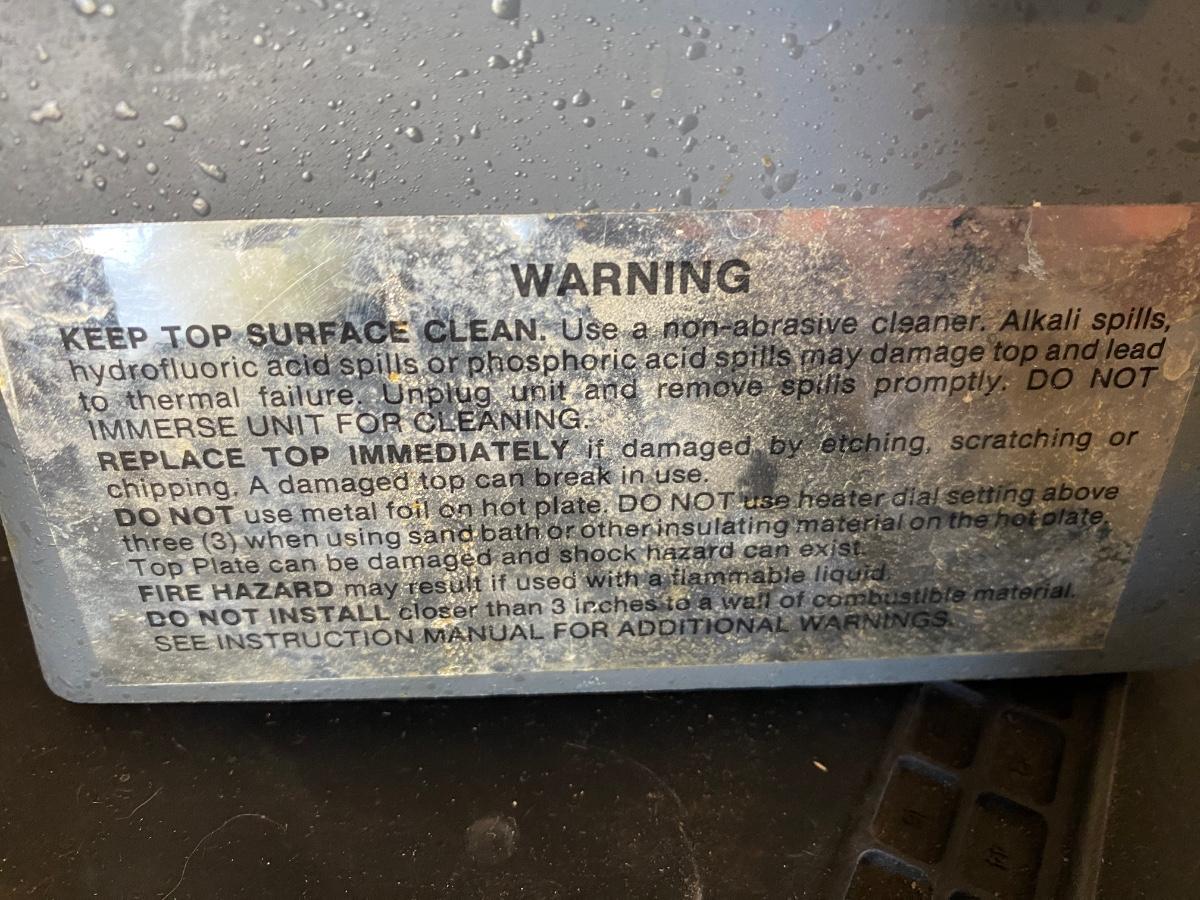 WARNING
KEEP TOP SURFACE CLEAN. Use a non-abrasive cleaner. Alkali spills,
hydrofluoric acid spills or phosphoric acid spills may damage top and lead
to thermal failure. Unplug unit and remove spills promptly. DO NOT
IMMERSE UNIT FOR CLEANING.
REPLACE TOP IMMEDIATELY if damaged by etching, scratching or
chipping. A damaged top can break in use.
DO NOT use metal foil on hot plate. DO NOT use heater dial setting above
three (3) when using sand bath or other insulating material on the hot plate.
Top Plate can be damaged and shock hazard can exist.
FIRE HAZARD may result if used with a flammable liquid.
DO NOT INSTALL closer than 3 inches to a wall of combustible material.
SEE INSTRUCTION MANUAL FOR ADDITIONAL WARNINGS.